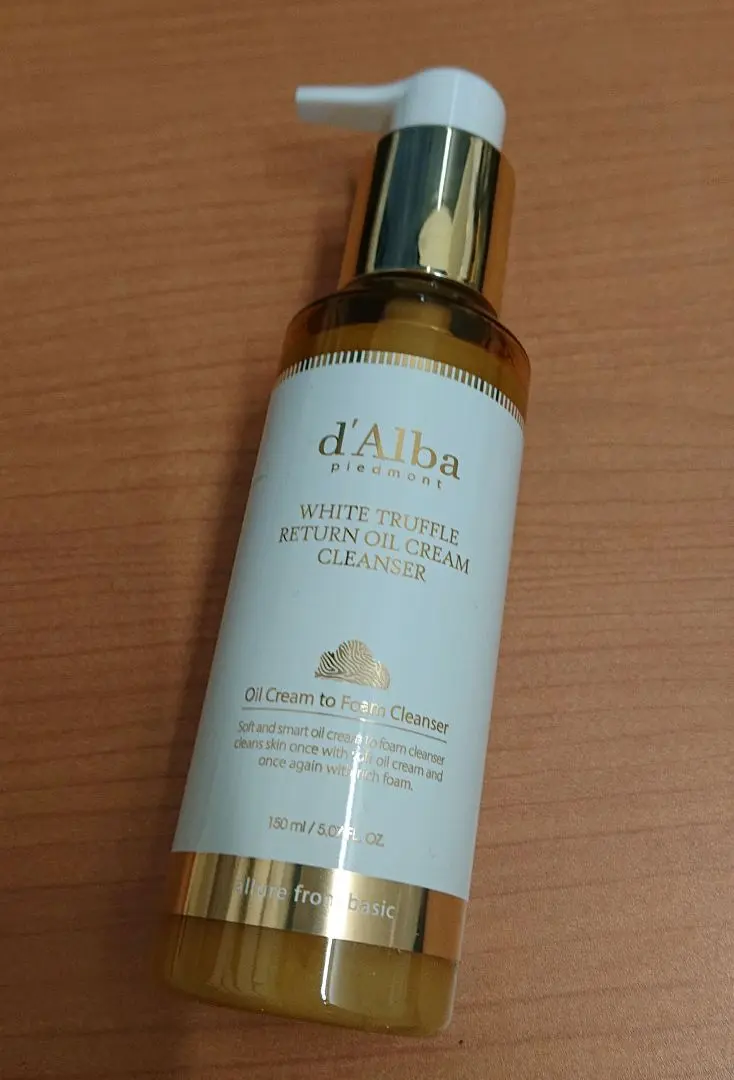 d'Alba
piedmont
WHITE TRUFFLE
RETURN OIL CREAM
CLEANSER
Oil Cream to Foam Cleanser
Soft and smart oil cream to foam cleanser
cleans skin once with soft oil cream and
once again with rich foam.
150 ml / 5.07 FL. OZ.
allure from basic